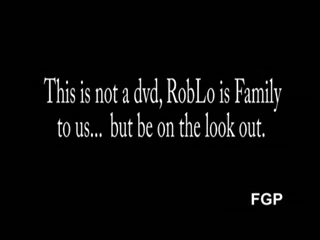 This is not a dvd, RobLo is Family
to us... but be on the look out.
FGP